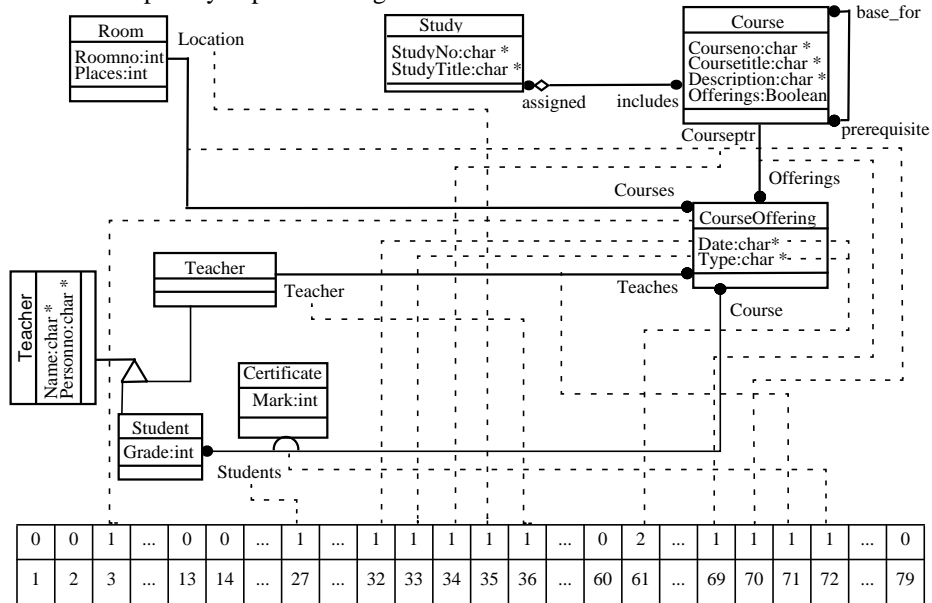 Room
Roomno:int
Places:int
Location
Study
StudyNo:char *
StudyTitle:char *
assigned
includes
Course
Courseno:char *
Coursetitle:char *
Description:char *
Offerings:Boolean
base_for
prerequisite
Courseptr
Offerings
Courses
CourseOffering
Date:char*
Type:char *
Teacher
Teacher
Teaches
Course
Teacher
Name:char *
Personno:char *
Certificate
Mark:int
Student
Grade:int
Students
0 0 1 ... 0 0 ... 1 ... 1 1 1 1 1 ... 0 2 ... 1 1 1 1 ... 0
1 2 3 ... 13 14 ... 27 ... 32 33 34 35 36 ... 60 61 ... 69 70 71 72 ... 79